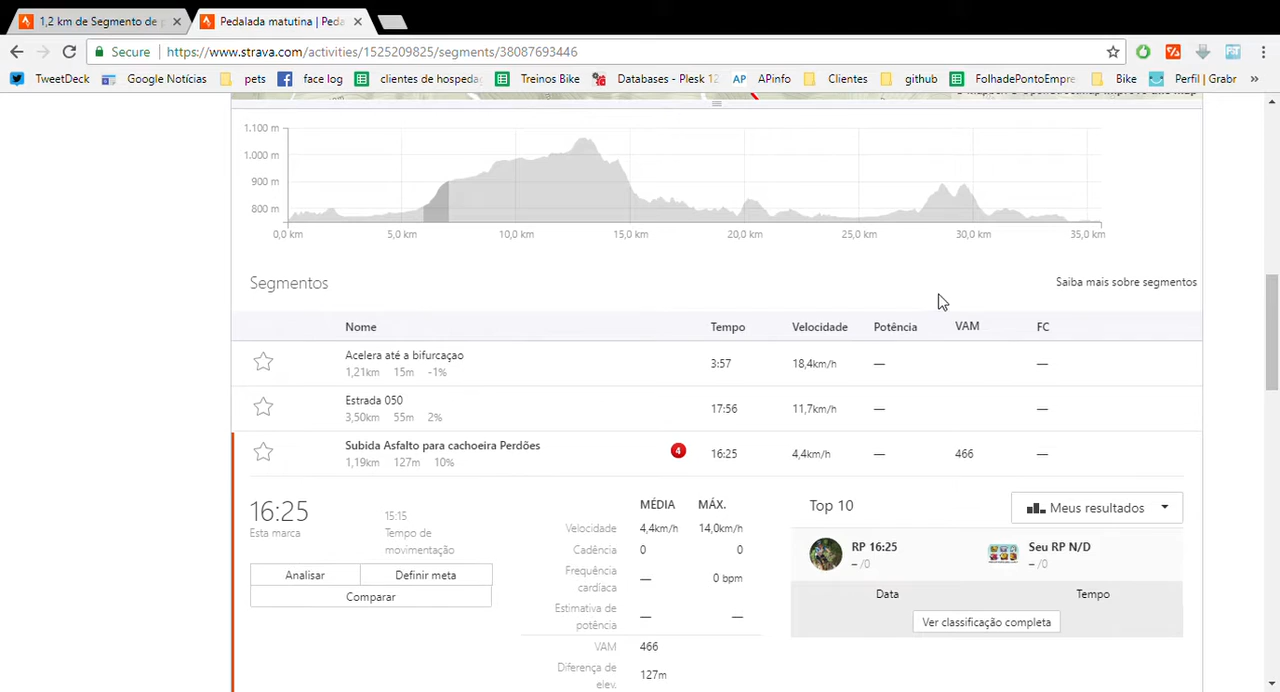 1,2 km de Segmento de
Pedalada matutina | Peda
Secure https://www.strava.com/activities/1525209825/segments/38087693446
TweetDeck Google Notícias pets face log clientes de hospeda Treinos Bike Databases - Plesk 12 AP APinfo Clientes github FolhadePontoEmpre Bike Perfil | Grabr »
1.100 m
1.000 m
900 m
800 m
0,0 km 5,0 km 10,0 km 15,0 km 20,0 km 25,0 km 30,0 km 35,0 km
Segmentos Saiba mais sobre segmentos
Nome Tempo Velocidade Potência VAM FC
Acelera até a bifurcaçao
1,21km 15m -1% 3:57 18,4km/h — —
Estrada 050
3,50km 55m 2% 17:56 11,7km/h — —
Subida Asfalto para cachoeira Perdões
1,19km 127m 10% 4 16:25 4,4km/h — 466 —
16:25
Esta marca
15:15
Tempo de
movimentação
Analisar Definir meta
Comparar
MÉDIA MÁX.
Velocidade 4,4km/h 14,0km/h
Cadência 0 0
Frequência
cardíaca — 0 bpm
Estimativa de
potência — —
VAM 466
Diferença de
elev. 127m
Top 10 Meus resultados
RP 16:25
– /0
Seu RP N/D
– /0
Data Tempo
Ver classificação completa